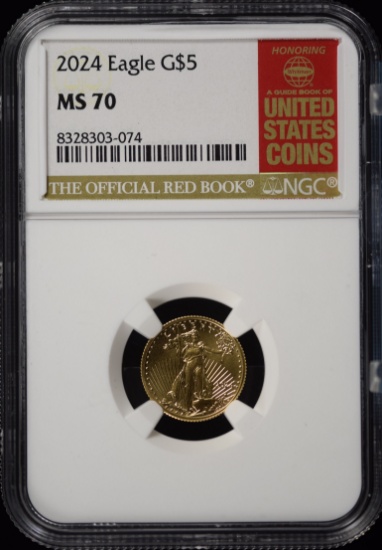 2024 Eagle G$5
MS 70
8328303-074
HONORING
A GUIDE BOOK OF
UNITED
STATES
COINS
THE OFFICIAL RED BOOK®
NGC®
LIBERTY